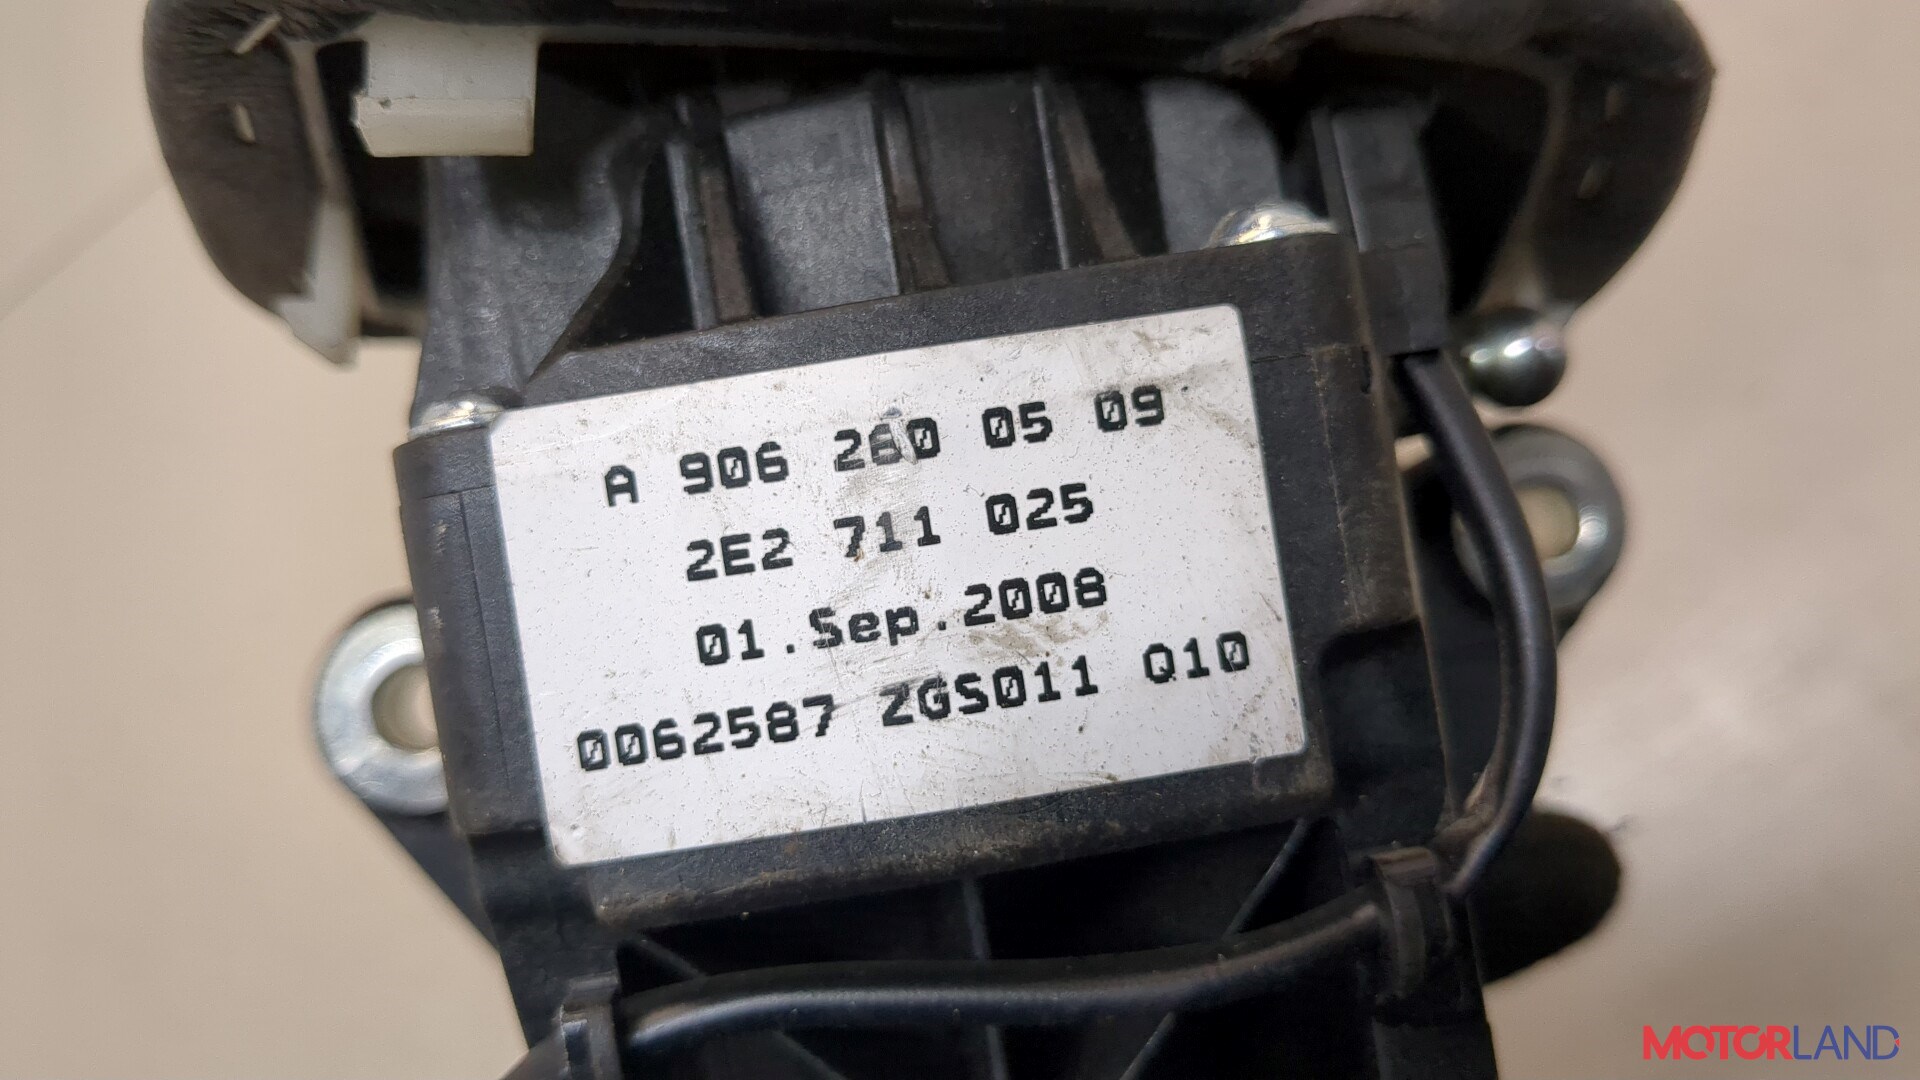 A 906 260 05 09
2E2 711 025
01.Sep.2008
0062587 ZGS011 Q10
MOTORLAND